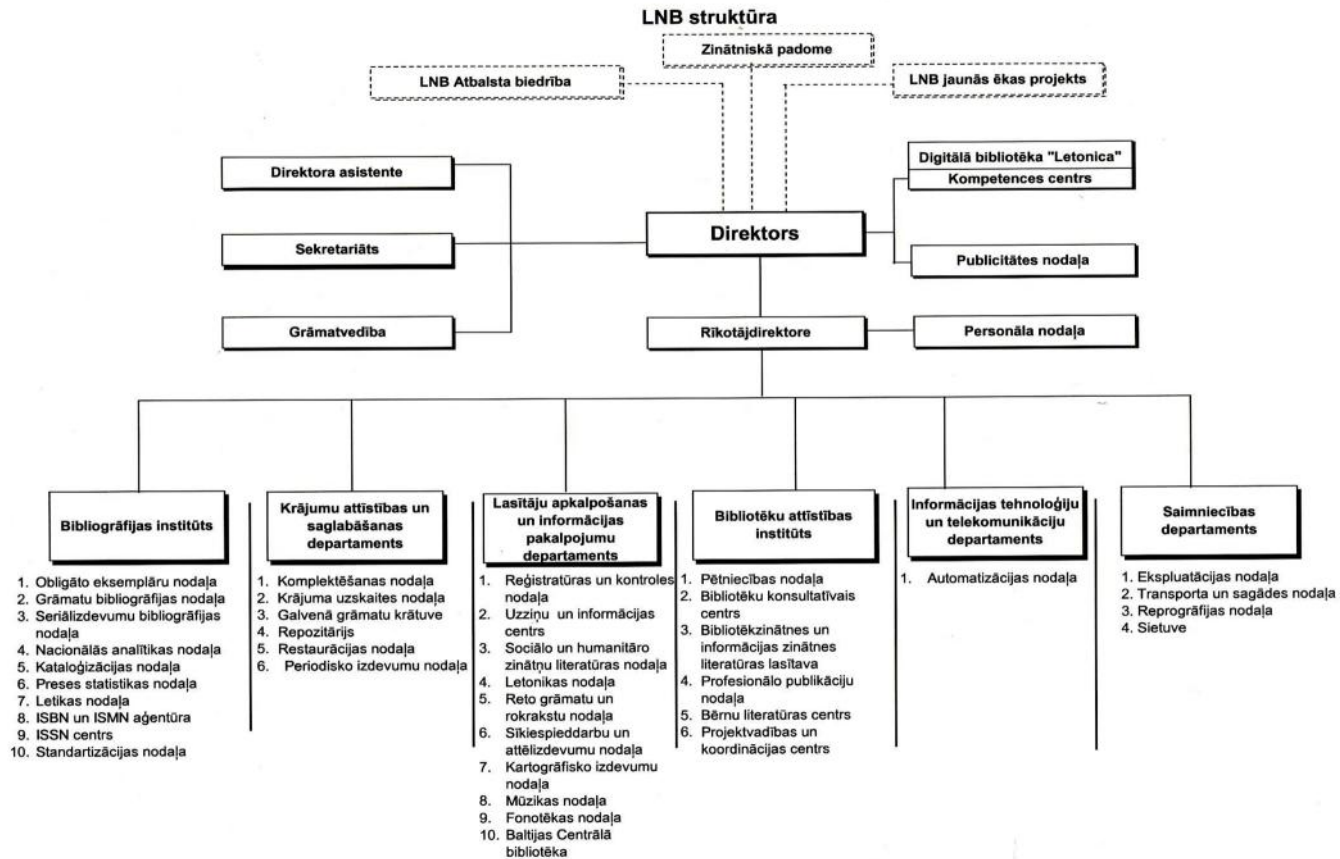 LNB struktūra
Zinātniskā padome
LNB Atbalsta biedrība
LNB jaunās ēkas projekts
Direktora asistente
Digitālā bibliotēka "Letonica"
Kompetences centrs
Direktors
Sekretariāts
Publicitātes nodaļa
Grāmatvedība
Rīkotājdirektore
Personāla nodaļa
Bibliogrāfijas institūts
1. Obligāto eksemplāru nodaļa
2. Grāmatu bibliogrāfijas nodaļa
3. Seriālizdevumu bibliogrāfijas
nodaļa
4. Nacionālās analītikas nodaļa
5. Kataloģizācijas nodaļa
6. Preses statistikas nodaļa
7. Letikas nodaļa
8. ISBN un ISMN aģentūra
9. ISSN centrs
10. Standartizācijas nodaļa
Krājumu attīstības un
saglabāšanas
departaments
1. Komplektēšanas nodaļa
2. Krājuma uzskaites nodaļa
3. Galvenā grāmatu krātuve
4. Repozitārijs
5. Restaurācijas nodaļa
6. Periodisko izdevumu nodaļa
Lasītāju apkalpošanas
un informācijas
pakalpojumu
departaments
1. Reģistratūras un kontroles
nodaļa
2. Uzziņu un informācijas
centrs
3. Sociālo un humanitāro
zinātņu literatūras nodaļa
4. Letonikas nodaļa
5. Reto grāmatu un
rokrakstu nodaļa
6. Sīkiespieddarbu un
attēlizdevumu nodaļa
7. Kartogrāfisko izdevumu
nodaļa
8. Mūzikas nodaļa
9. Fonotēkas nodaļa
10. Baltijas Centrālā
bibliotēka
Bibliotēku attīstības
institūts
1. Pētniecības nodaļa
2. Bibliotēku konsultatīvais
centrs
3. Bibliotēkzinātnes un
informācijas zinātnes
literatūras lasītava
4. Profesionālo publikāciju
nodaļa
5. Bērnu literatūras centrs
6. Projektvadības un
koordinācijas centrs
Informācijas tehnoloģiju
un telekomunikāciju
departaments
1. Automatizācijas nodaļa
Saimniecības
departaments
1. Ekspluatācijas nodaļa
2. Transporta un sagādes nodaļa
3. Reprogrāfijas nodaļa
4. Sietuve